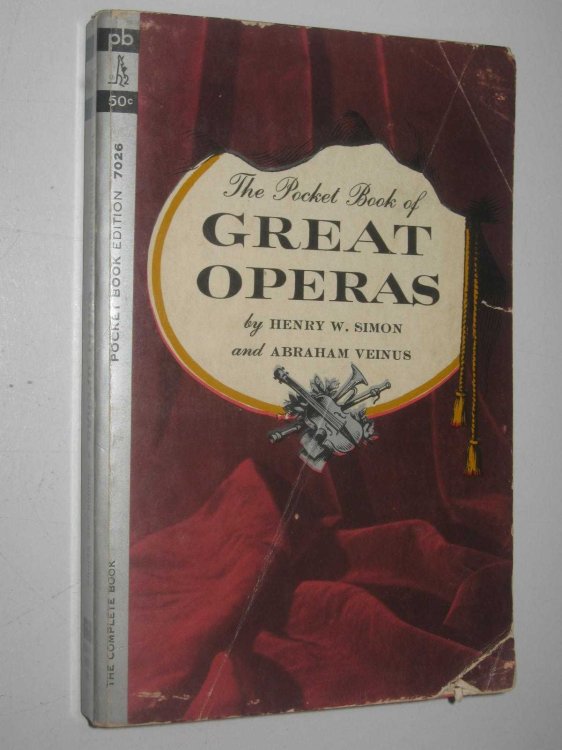 pb
50c
POCKET BOOK EDITION 7026
THE COMPLETE BOOK
The Pocket Book of
GREAT
OPERAS
by HENRY W. SIMON
and ABRAHAM VEINUS